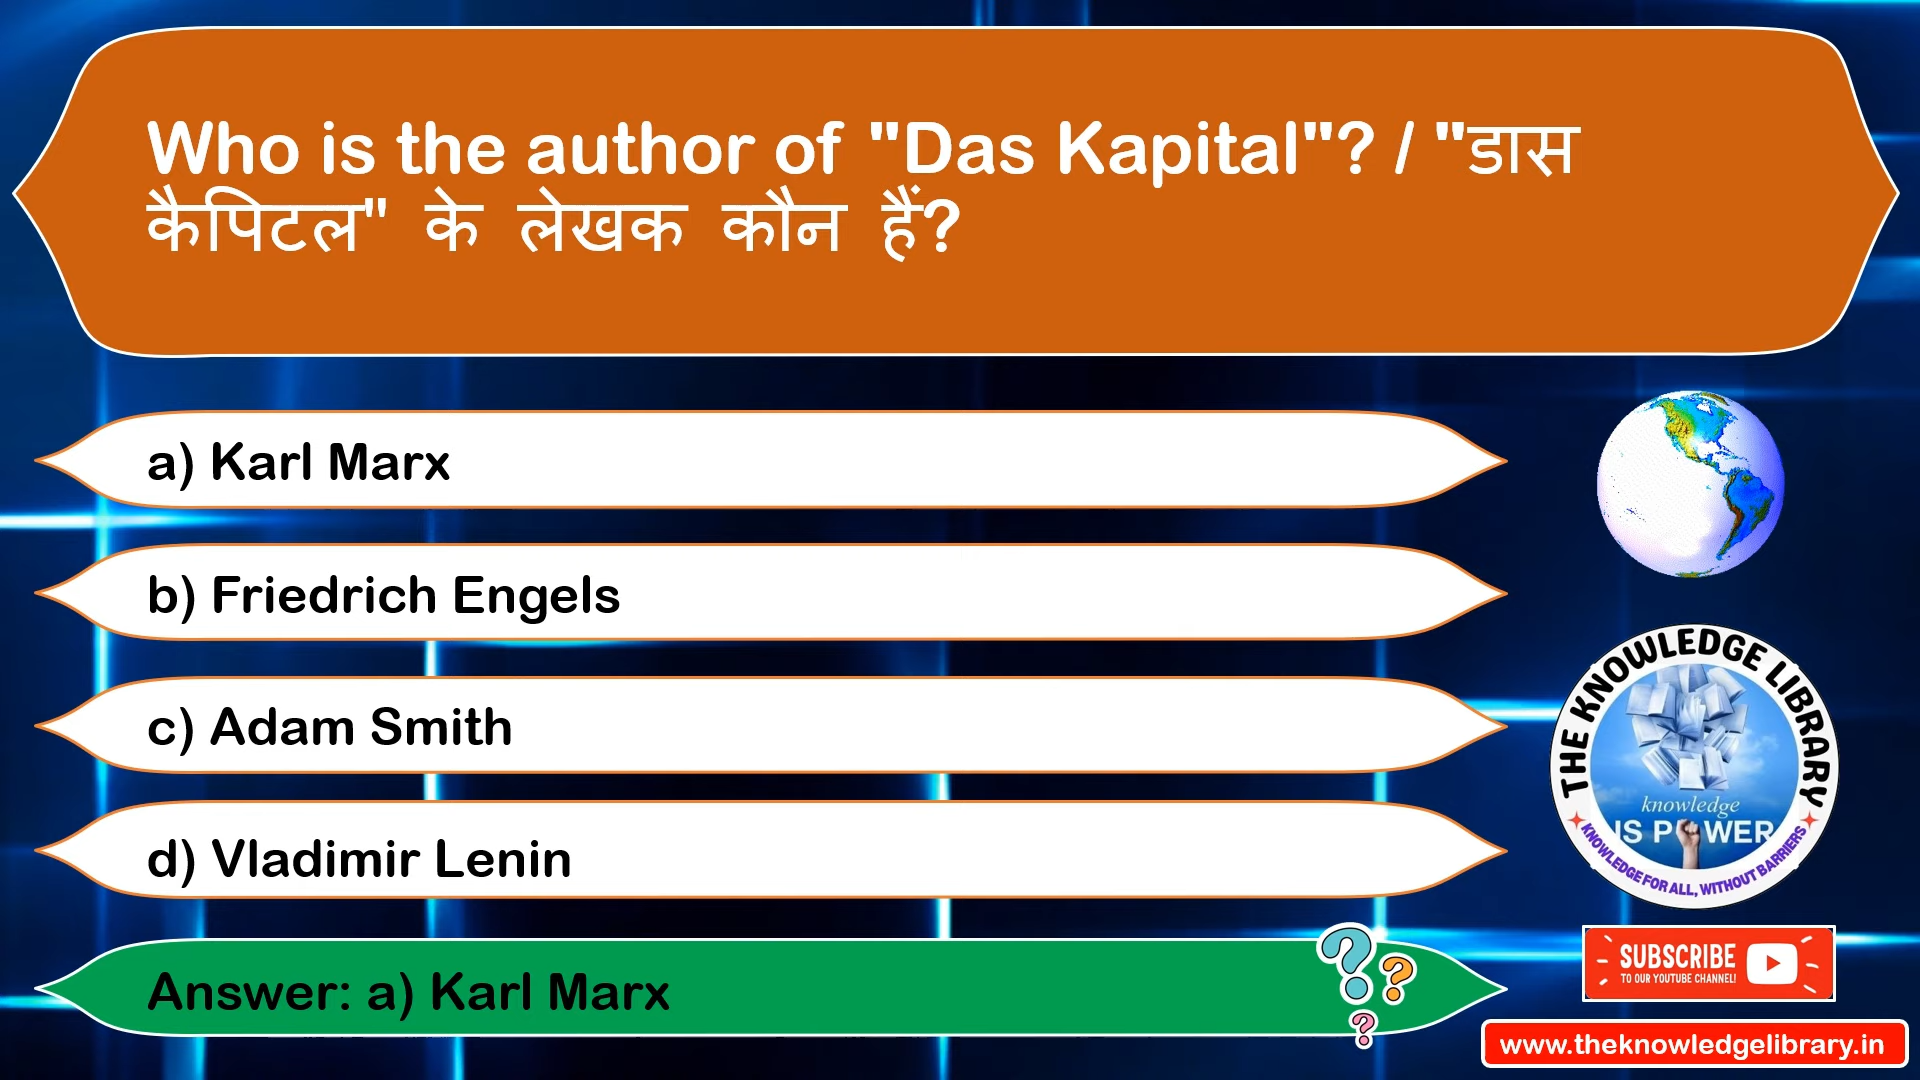 Who is the author of "Das Kapital"? / "डास
कैपिटल" के लेखक कौन हैं?
a) Karl Marx
b) Friedrich Engels
c) Adam Smith
d) Vladimir Lenin
Answer: a) Karl Marx
THE KNOWLEDGE LIBRARY
knowledge
IS POWER
KNOWLEDGE FOR ALL, WITHOUT BARRIERS
SUBSCRIBE
TO OUR YOUTUBE CHANNEL!
www.theknowledgelibrary.in